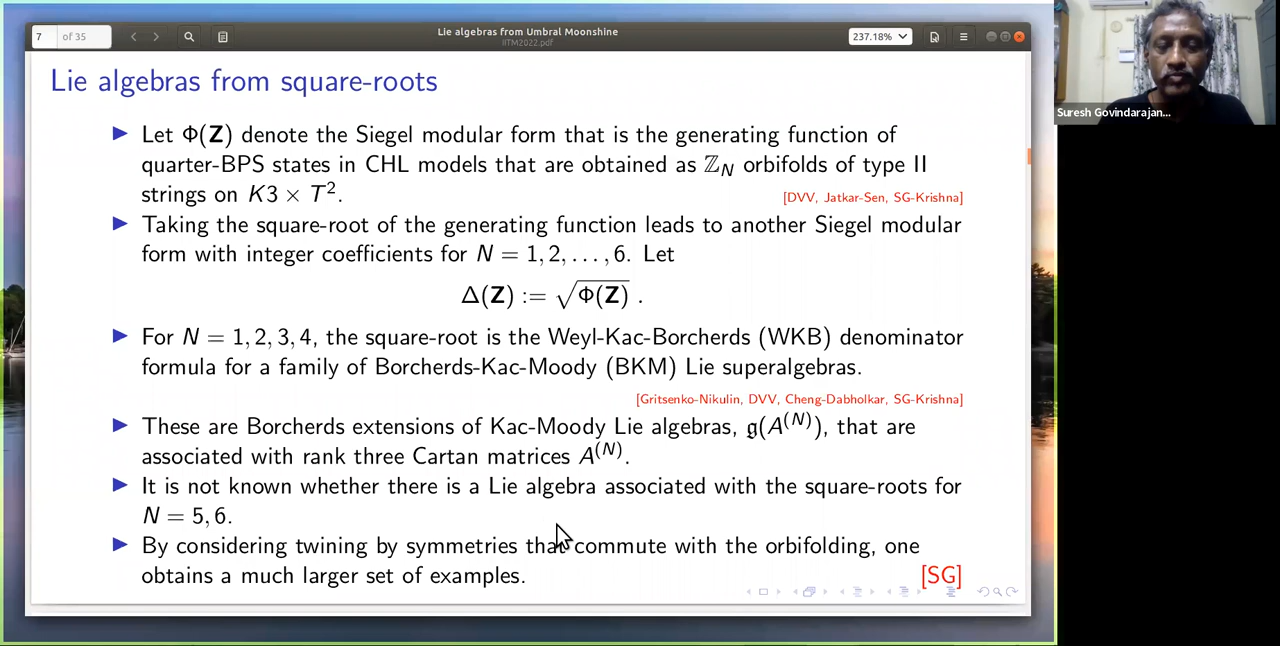 7 of 35
Lie algebras from Umbral Moonshine
IITM2022.pdf
237.18%
Lie algebras from square-roots
Let Φ(Z) denote the Siegel modular form that is the generating function of
quarter-BPS states in CHL models that are obtained as ℤ_N orbifolds of type II
strings on K3 × T².
[DVV, Jatkar-Sen, SG-Krishna]
Taking the square-root of the generating function leads to another Siegel modular
form with integer coefficients for N = 1, 2, . . . , 6. Let
Δ(Z) := √Φ(Z) .
For N = 1, 2, 3, 4, the square-root is the Weyl-Kac-Borcherds (WKB) denominator
formula for a family of Borcherds-Kac-Moody (BKM) Lie superalgebras.
[Gritsenko-Nikulin, DVV, Cheng-Dabholkar, SG-Krishna]
These are Borcherds extensions of Kac-Moody Lie algebras, 𝔤(A^(N)), that are
associated with rank three Cartan matrices A^(N).
It is not known whether there is a Lie algebra associated with the square-roots for
N = 5, 6.
By considering twining by symmetries that commute with the orbifolding, one
obtains a much larger set of examples.
[SG]
Suresh Govindarajan...